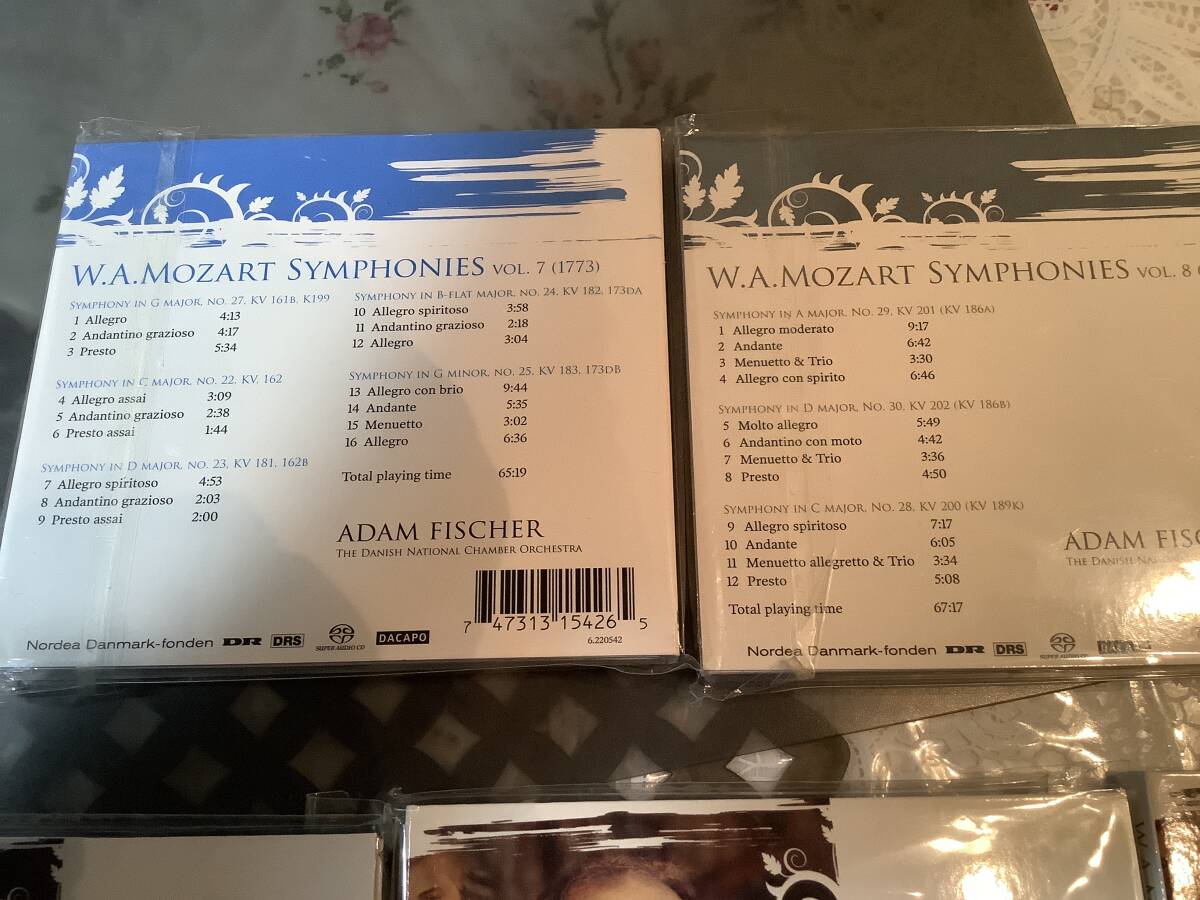 W.A.MOZART SYMPHONIES VOL. 7 (1773)
SYMPHONY IN G MAJOR, NO. 27, KV 161B, K199
1 Allegro 4:13
2 Andantino grazioso 4:17
3 Presto 5:34
SYMPHONY IN C MAJOR, NO. 22, KV, 162
4 Allegro assai 3:09
5 Andantino grazioso 2:38
6 Presto assai 1:44
SYMPHONY IN D MAJOR, NO. 23, KV 181, 162B
7 Allegro spiritoso 4:53
8 Andantino grazioso 2:03
9 Presto assai 2:00
SYMPHONY IN B-FLAT MAJOR, NO. 24, KV 182, 173DA
10 Allegro spiritoso 3:58
11 Andantino grazioso 2:18
12 Allegro 3:04
SYMPHONY IN G MINOR, NO. 25, KV 183, 173DB
13 Allegro con brio 9:44
14 Andante 5:35
15 Menuetto 3:02
16 Allegro 6:36
Total playing time 65:19
ADAM FISCHER
THE DANISH NATIONAL CHAMBER ORCHESTRA
7 47313 15426 5
6.220542
Nordea Danmark-fonden DR DRS SUPER AUDIO CD DACAPO
W.A.MOZART SYMPHONIES VOL. 8
SYMPHONY IN A MAJOR, NO. 29, KV 201 (KV 186A)
1 Allegro moderato 9:17
2 Andante 6:42
3 Menuetto & Trio 3:30
4 Allegro con spirito 6:46
SYMPHONY IN D MAJOR, NO. 30, KV 202 (KV 186B)
5 Molto allegro 5:49
6 Andantino con moto 4:42
7 Menuetto & Trio 3:36
8 Presto 4:50
SYMPHONY IN C MAJOR, NO. 28, KV 200 (KV 189K)
9 Allegro spiritoso 7:17
10 Andante 6:05
11 Menuetto allegretto & Trio 3:34
12 Presto 5:08
Total playing time 67:17
ADAM FISC
THE DANISH NA
Nordea Danmark-fonden DR DRS SUPER AUDIO CD